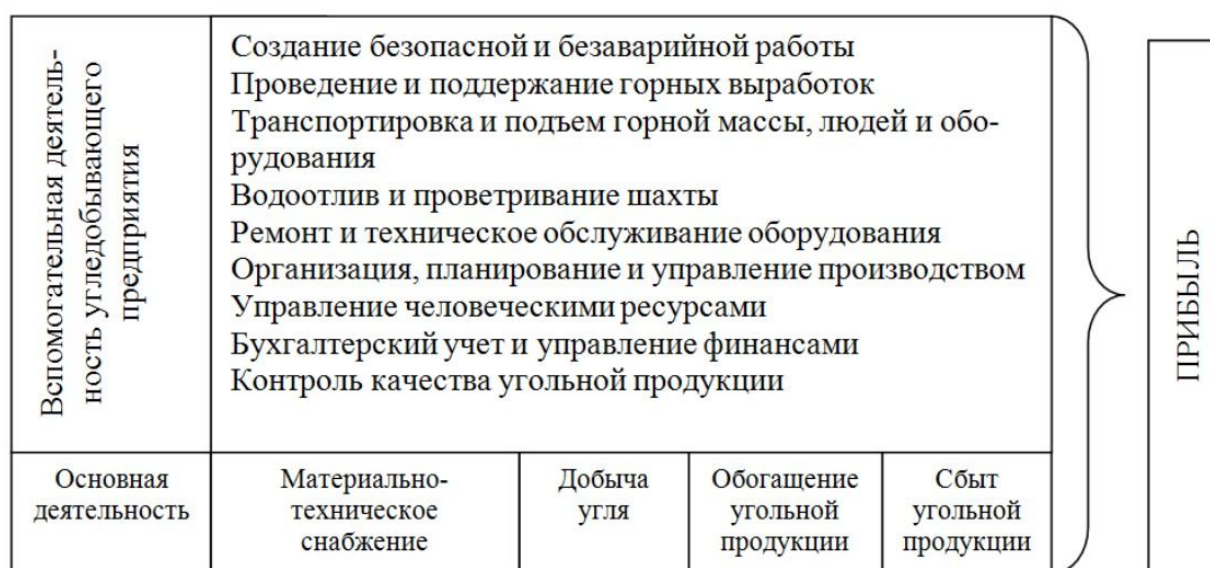 Вспомогательная деятель-
ность угледобывающего
предприятия
Создание безопасной и безаварийной работы
Проведение и поддержание горных выработок
Транспортировка и подъем горной массы, людей и обо-
рудования
Водоотлив и проветривание шахты
Ремонт и техническое обслуживание оборудования
Организация, планирование и управление производством
Управление человеческими ресурсами
Бухгалтерский учет и управление финансами
Контроль качества угольной продукции
Основная
деятельность
Материально-
техническое
снабжение
Добыча
угля
Обогащение
угольной
продукции
Сбыт
угольной
продукции
ПРИБЫЛЬ